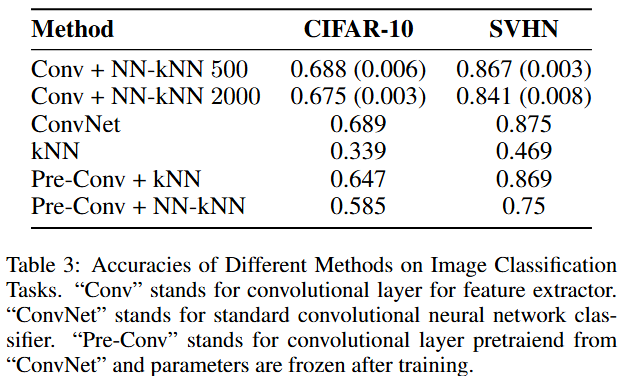 Method CIFAR-10 SVHN
Conv + NN-kNN 500 0.688 (0.006) 0.867 (0.003)
Conv + NN-kNN 2000 0.675 (0.003) 0.841 (0.008)
ConvNet 0.689 0.875
kNN 0.339 0.469
Pre-Conv + kNN 0.647 0.869
Pre-Conv + NN-kNN 0.585 0.75
Table 3: Accuracies of Different Methods on Image Classification
Tasks. “Conv” stands for convolutional layer for feature extractor.
“ConvNet” stands for standard convolutional neural network clas-
sifier. “Pre-Conv” stands for convolutional layer pretraiend from
“ConvNet” and parameters are frozen after training.